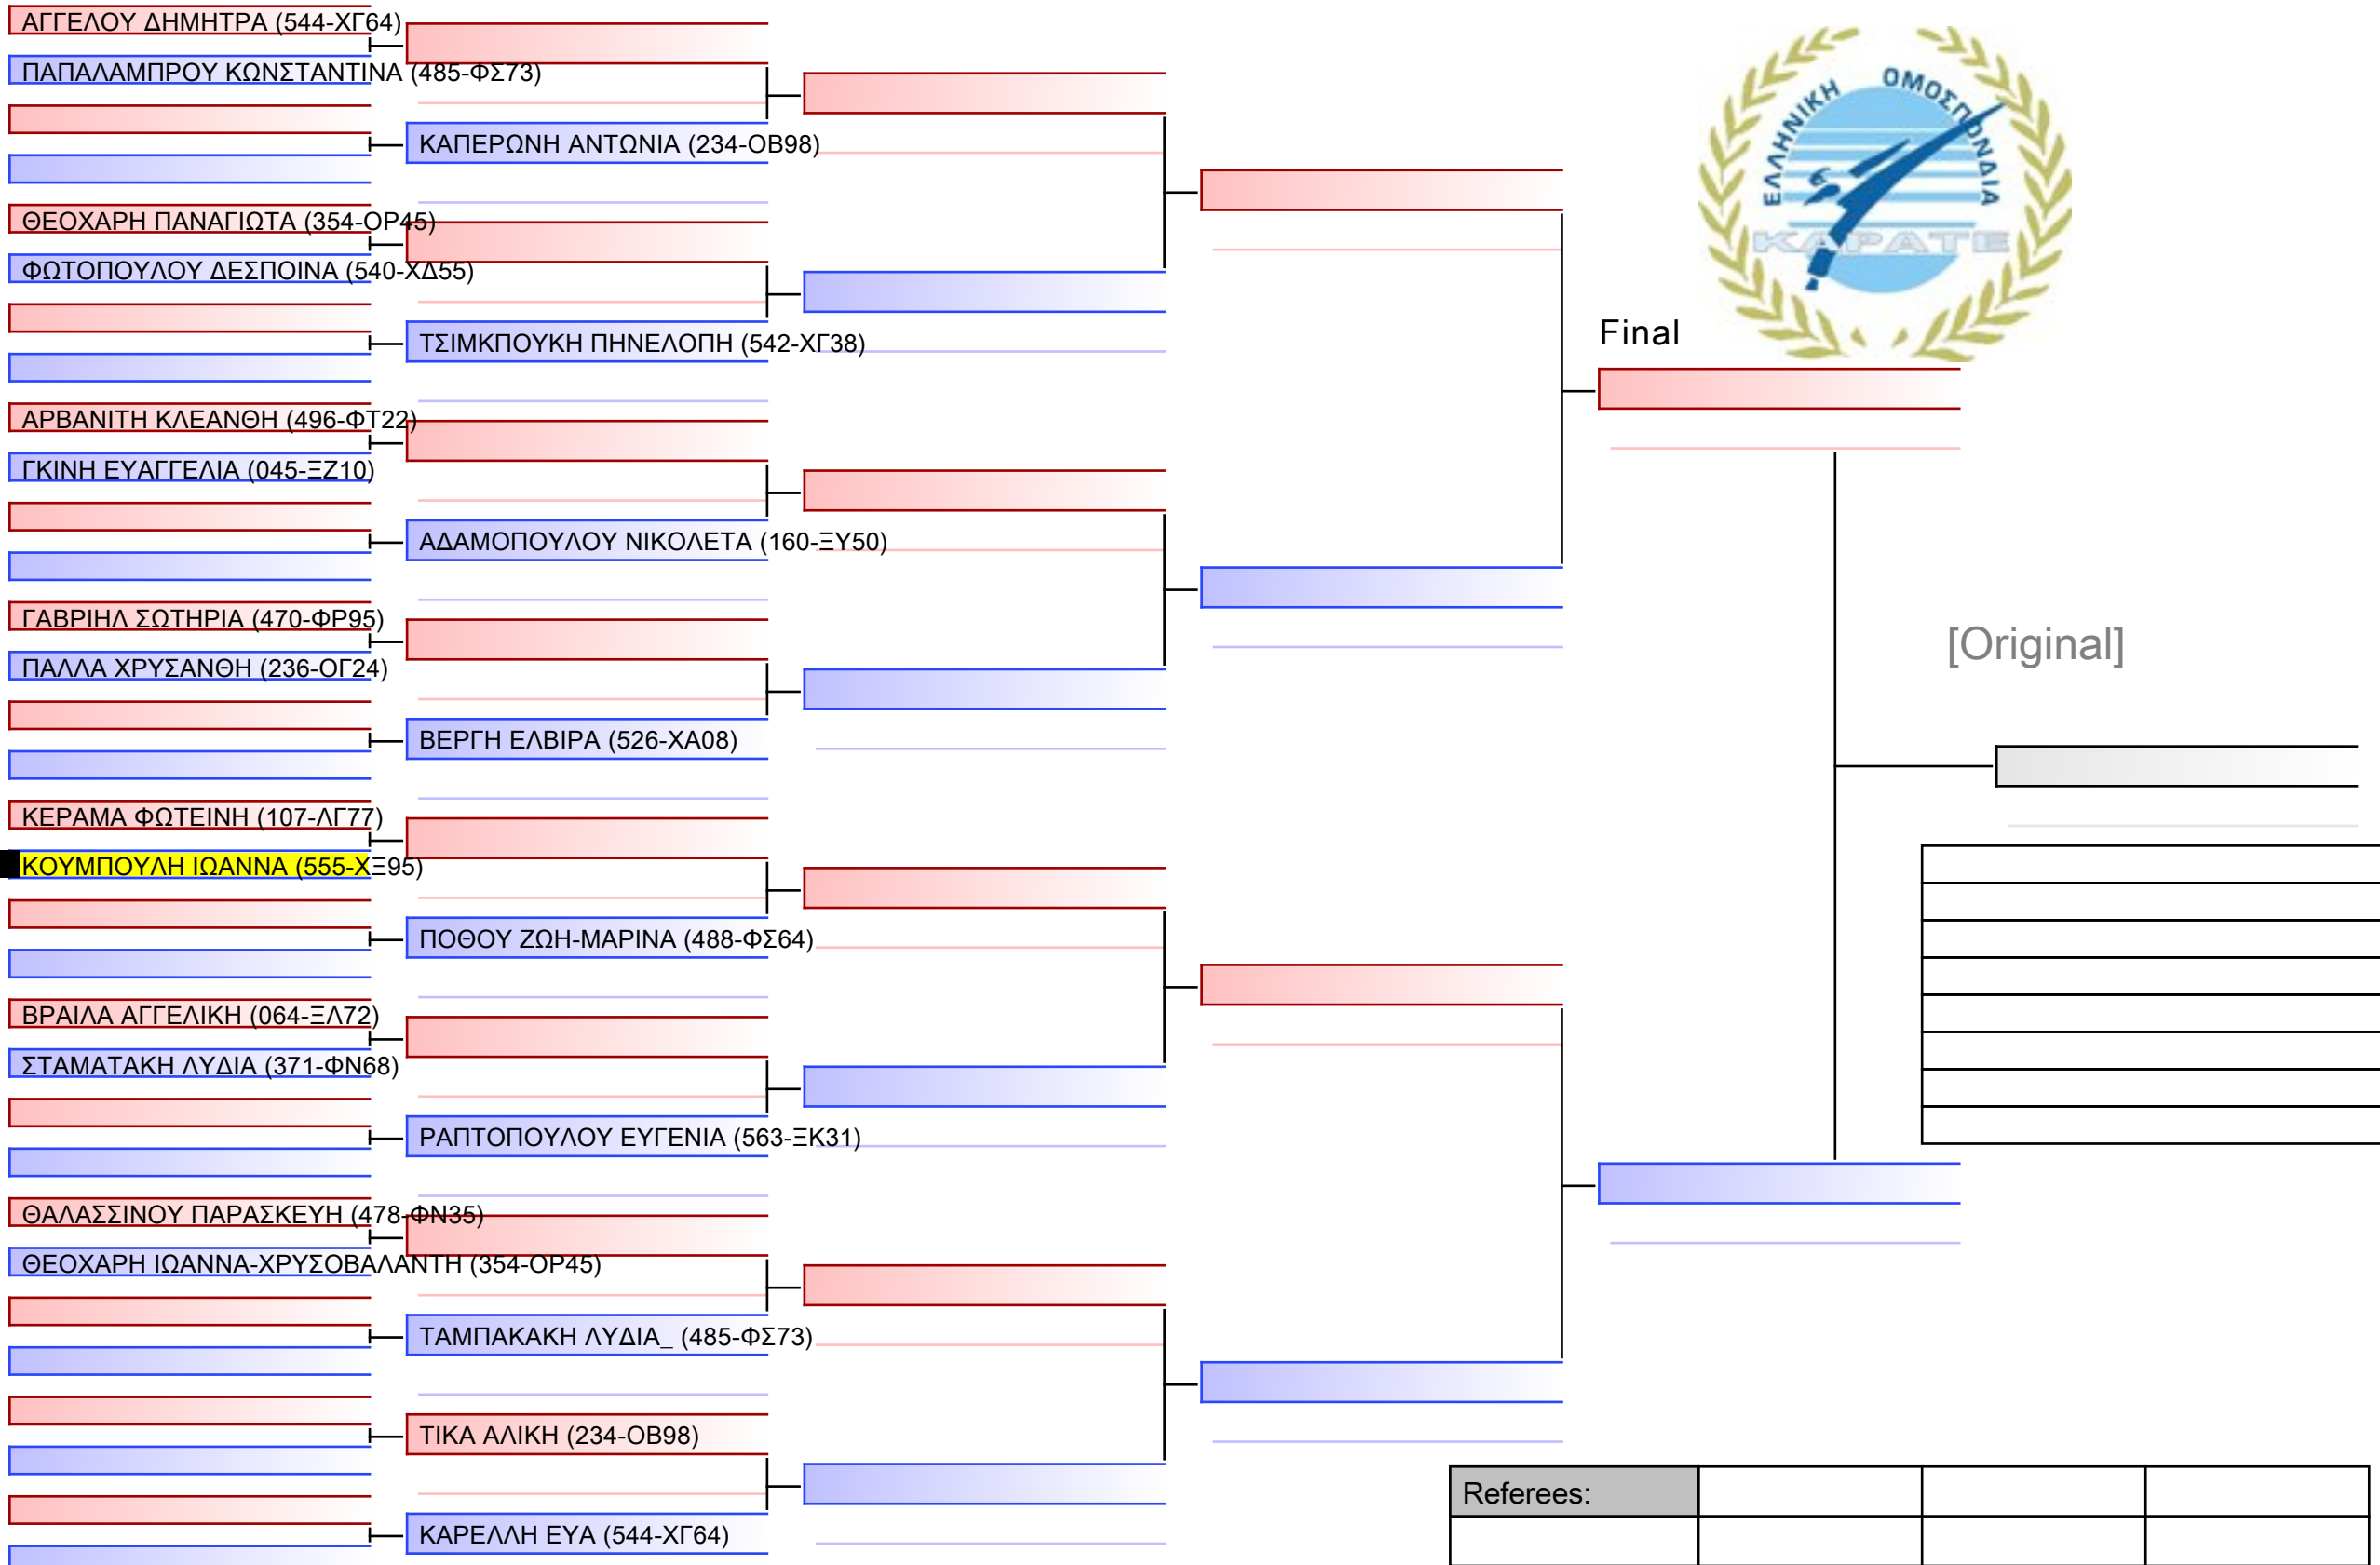 ΑΓΓΕΛΟΥ ΔΗΜΗΤΡΑ (544-ΧΓ64)
ΠΑΠΑΛΑΜΠΡΟΥ ΚΩΝΣΤΑΝΤΙΝΑ (485-ΦΣ73)
ΚΑΠΕΡΩΝΗ ΑΝΤΩΝΙΑ (234-ΟΒ98)
ΘΕΟΧΑΡΗ ΠΑΝΑΓΙΩΤΑ (354-ΟΡ45)
ΦΩΤΟΠΟΥΛΟΥ ΔΕΣΠΟΙΝΑ (540-ΧΔ55)
ΤΣΙΜΚΠΟΥΚΗ ΠΗΝΕΛΟΠΗ (542-ΧΓ38)
ΑΡΒΑΝΙΤΗ ΚΛΕΑΝΘΗ (496-ΦΤ22)
ΓΚΙΝΗ ΕΥΑΓΓΕΛΙΑ (045-ΞΖ10)
ΑΔΑΜΟΠΟΥΛΟΥ ΝΙΚΟΛΕΤΑ (160-ΞΥ50)
ΓΑΒΡΙΗΛ ΣΩΤΗΡΙΑ (470-ΦΡ95)
ΠΑΛΛΑ ΧΡΥΣΑΝΘΗ (236-ΟΓ24)
ΒΕΡΓΗ ΕΛΒΙΡΑ (526-ΧΑ08)
ΚΕΡΑΜΑ ΦΩΤΕΙΝΗ (107-ΛΓ77)
ΚΟΥΜΠΟΥΛΗ ΙΩΑΝΝΑ (555-ΧΞ95)
ΠΟΘΟΥ ΖΩΗ-ΜΑΡΙΝΑ (488-ΦΣ64)
ΒΡΑΙΛΑ ΑΓΓΕΛΙΚΗ (064-ΞΛ72)
ΣΤΑΜΑΤΑΚΗ ΛΥΔΙΑ (371-ΦΝ68)
ΡΑΠΤΟΠΟΥΛΟΥ ΕΥΓΕΝΙΑ (563-ΞΚ31)
ΘΑΛΑΣΣΙΝΟΥ ΠΑΡΑΣΚΕΥΗ (478-ΦΝ35)
ΘΕΟΧΑΡΗ ΙΩΑΝΝΑ-ΧΡΥΣΟΒΑΛΑΝΤΗ (354-ΟΡ45)
ΤΑΜΠΑΚΑΚΗ ΛΥΔΙΑ_ (485-ΦΣ73)
ΤΙΚΑ ΑΛΙΚΗ (234-ΟΒ98)
ΚΑΡΕΛΛΗ ΕΥΑ (544-ΧΓ64)
ΕΛΛΗΝΙΚΗ ΟΜΟΣΠΟΝΔΙΑ
ΚΑΡΑΤΕ
Final
[Original]
Referees: